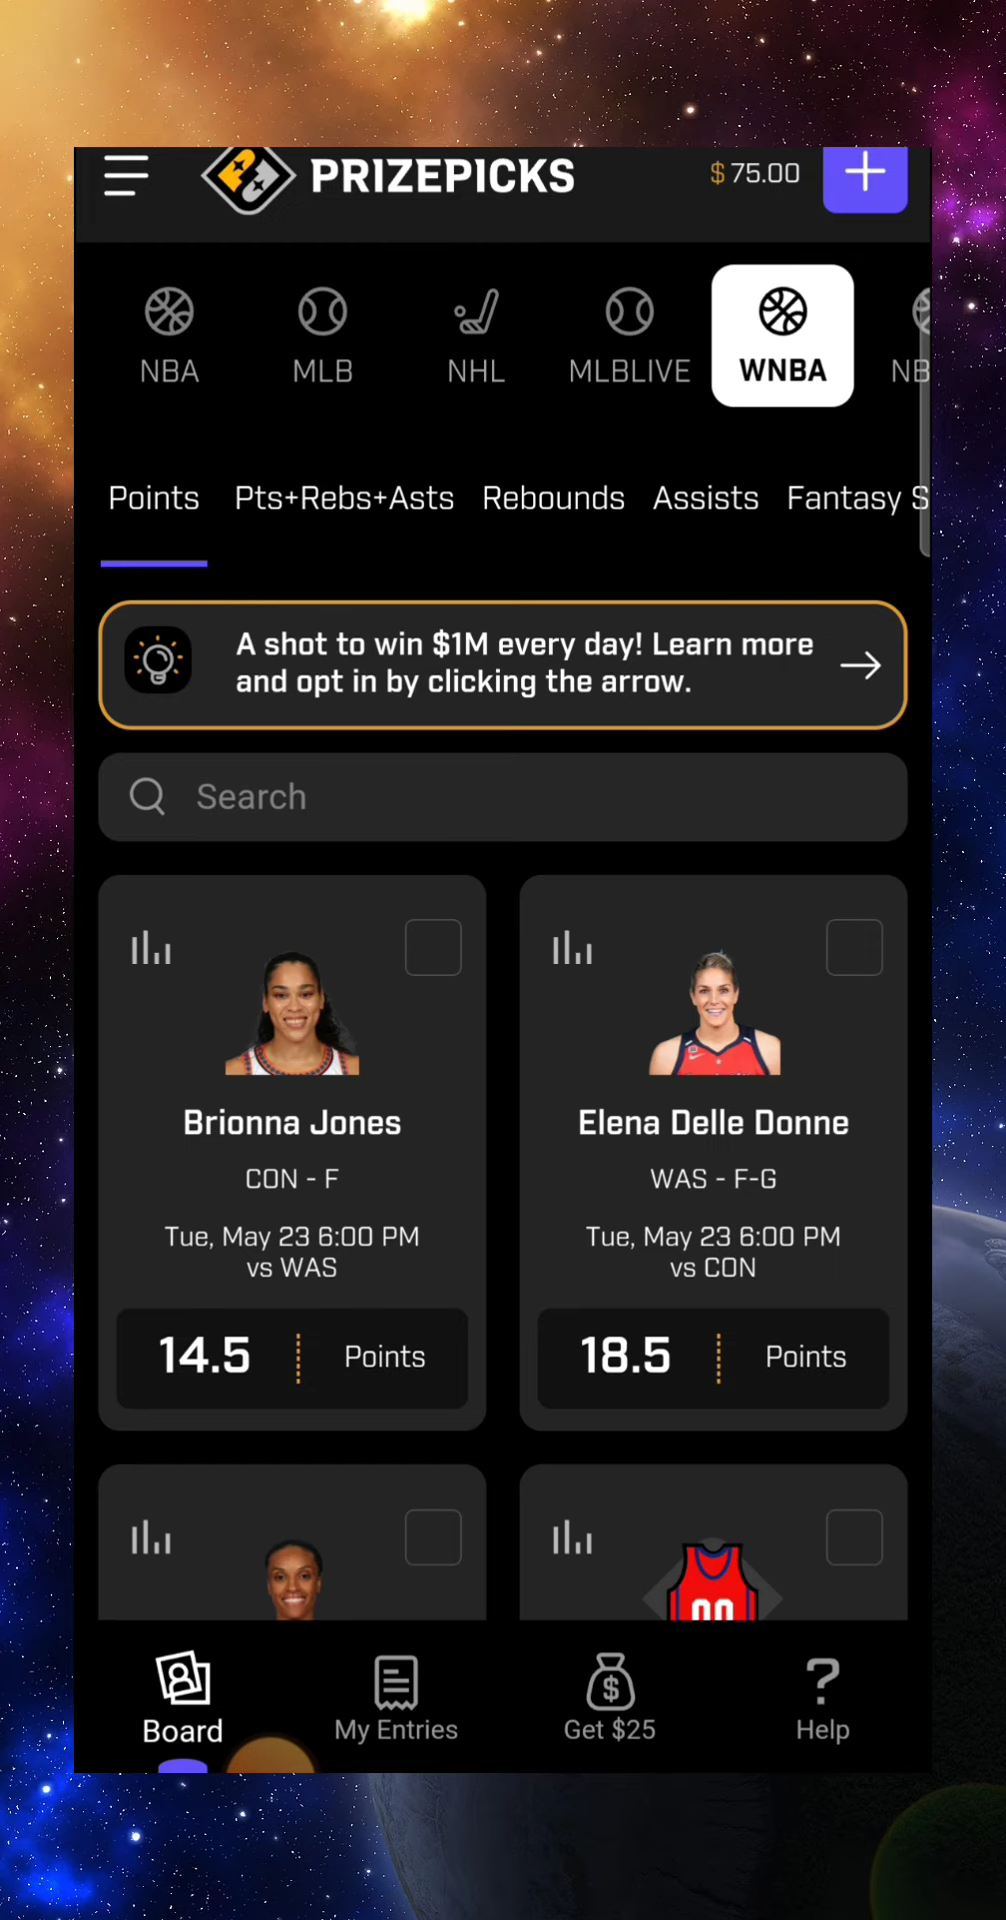 PRIZEPICKS
$ 75.00
NBA
MLB
NHL
MLBLIVE
WNBA
NB
Points
Pts+Rebs+Asts
Rebounds
Assists
Fantasy S
A shot to win $1M every day! Learn more
and opt in by clicking the arrow.
Search
Brionna Jones
CON - F
Tue, May 23 6:00 PM
vs WAS
14.5
Points
Elena Delle Donne
WAS - F-G
Tue, May 23 6:00 PM
vs CON
18.5
Points
00
Board
My Entries
Get $25
Help